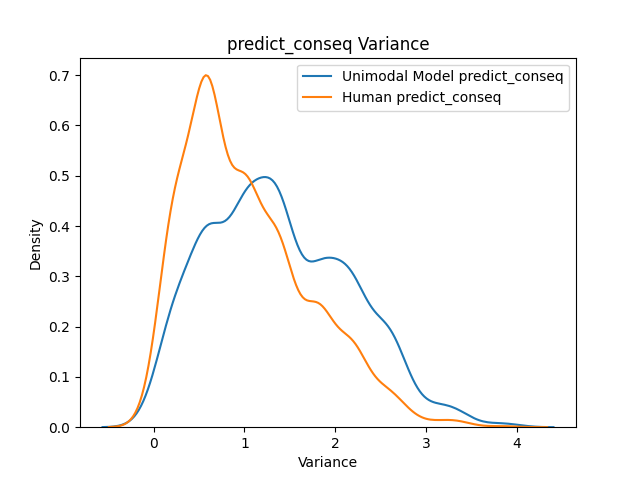 predict_conseq Variance
Unimodal Model predict_conseq
Human predict_conseq
0.7
0.6
0.5
0.4
0.3
0.2
0.1
0.0
Density
0 1 2 3 4
Variance